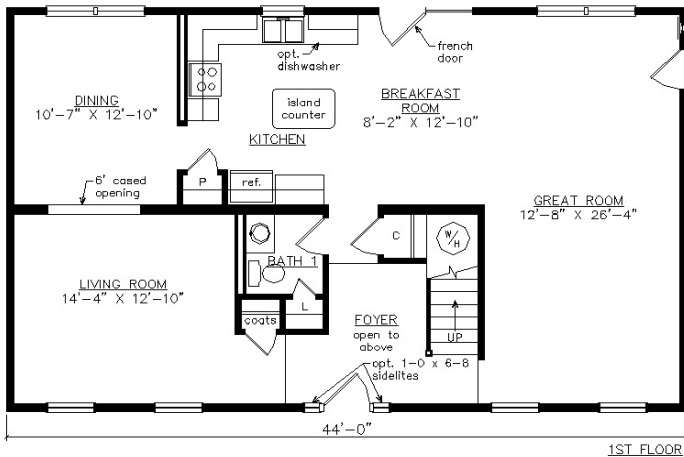 french
door
opt.
dishwasher
DINING
10'-7" X 12'-10"
island
counter
BREAKFAST
ROOM
8'-2" X 12'-10"
KITCHEN
6' cased
opening
P
ref.
GREAT ROOM
12'-8" X 26'-4"
C
W/H
BATH 1
LIVING ROOM
14'-4" X 12'-10"
coats
L
FOYER
open to
above
UP
opt. 1-0 x 6-8
sidelites
44'-0"
1ST FLOOR